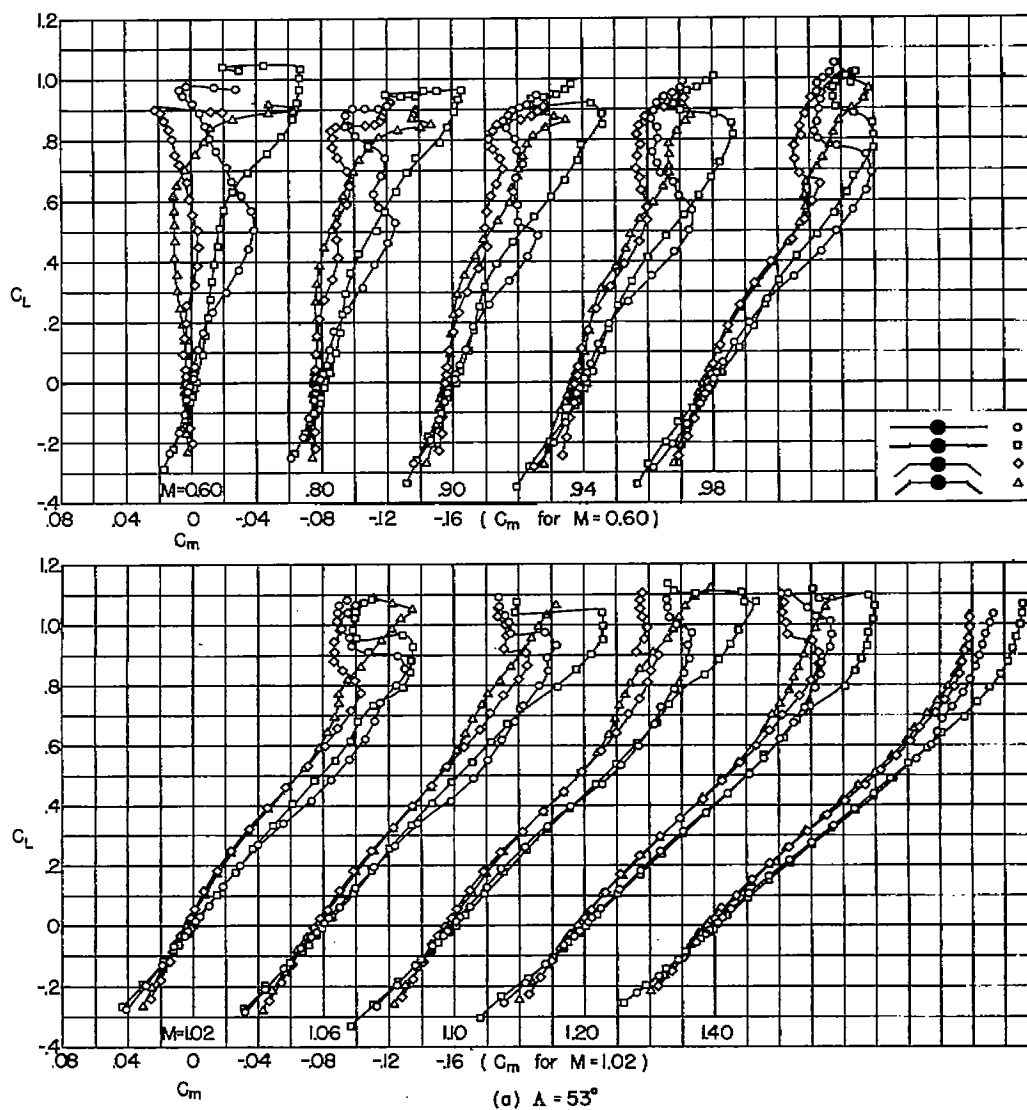 1.2
1.0
.8
.6
.4
C_L
.2
0
-.2
-.4
M=0.60 .80 .90 .94 .98
.08 .04 0 -.04 -.08 -.12 -.16 ( C_m for M=0.60)
C_m
1.2
1.0
.8
.6
.4
C_L
.2
0
-.2
-.4
M=1.02 1.06 1.10 1.20 1.40
.08 .04 0 -.04 -.08 -.12 -.16 ( C_m for M=1.02)
C_m
(a) Λ = 53°